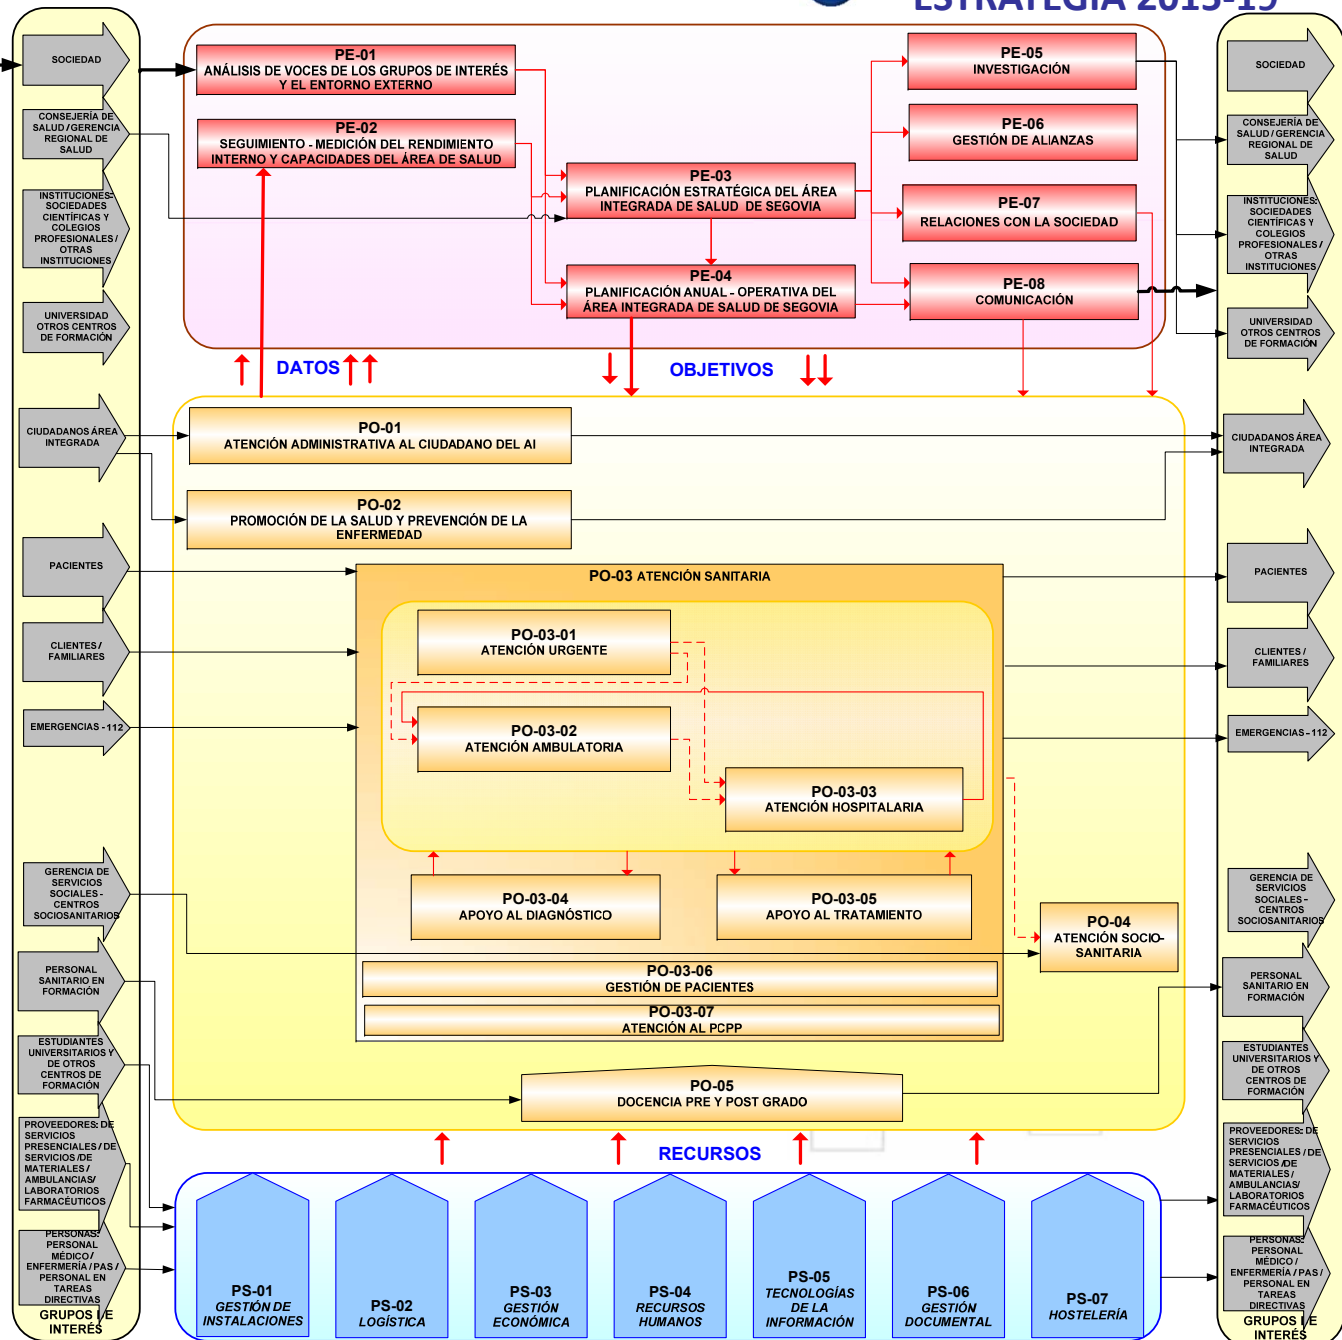 ESTRATEGIA 2015-19
SOCIEDAD
CONSEJERÍA DE
SALUD / GERENCIA
REGIONAL DE
SALUD
INSTITUCIONES:
SOCIEDADES
CIENTÍFICAS Y
COLEGIOS
PROFESIONALES /
OTRAS
INSTITUCIONES
UNIVERSIDAD
OTROS CENTROS
DE FORMACIÓN
CIUDADANOS ÁREA
INTEGRADA
PACIENTES
CLIENTES /
FAMILIARES
EMERGENCIAS - 112
GERENCIA DE
SERVICIOS
SOCIALES -
CENTROS
SOCIOSANITARIOS
PERSONAL
SANITARIO EN
FORMACIÓN
ESTUDIANTES
UNIVERSITARIOS Y
DE OTROS
CENTROS DE
FORMACIÓN
PROVEEDORES: DE
SERVICIOS
PRESENCIALES / DE
SERVICIOS /DE
MATERIALES /
AMBULANCIAS/
LABORATORIOS
FARMACÉUTICOS
PERSONAS:
PERSONAL
MÉDICO /
ENFERMERÍA / PAS /
PERSONAL EN
TAREAS
DIRECTIVAS
GRUPOS DE
INTERÉS
PE-01
ANÁLISIS DE VOCES DE LOS GRUPOS DE INTERÉS
Y EL ENTORNO EXTERNO
PE-02
SEGUIMIENTO - MEDICIÓN DEL RENDIMIENTO
INTERNO Y CAPACIDADES DEL ÁREA DE SALUD
PE-03
PLANIFICACIÓN ESTRATÉGICA DEL ÁREA
INTEGRADA DE SALUD DE SEGOVIA
PE-04
PLANIFICACIÓN ANUAL - OPERATIVA DEL
ÁREA INTEGRADA DE SALUD DE SEGOVIA
PE-05
INVESTIGACIÓN
PE-06
GESTIÓN DE ALIANZAS
PE-07
RELACIONES CON LA SOCIEDAD
PE-08
COMUNICACIÓN
DATOS
OBJETIVOS
PO-01
ATENCIÓN ADMINISTRATIVA AL CIUDADANO DEL AI
PO-02
PROMOCIÓN DE LA SALUD Y PREVENCIÓN DE LA
ENFERMEDAD
PO-03 ATENCIÓN SANITARIA
PO-03-01
ATENCIÓN URGENTE
PO-03-02
ATENCIÓN AMBULATORIA
PO-03-03
ATENCIÓN HOSPITALARIA
PO-03-04
APOYO AL DIAGNÓSTICO
PO-03-05
APOYO AL TRATAMIENTO
PO-03-06
GESTIÓN DE PACIENTES
PO-03-07
ATENCIÓN AL PCPP
PO-04
ATENCIÓN SOCIO-
SANITARIA
PO-05
DOCENCIA PRE Y POST GRADO
RECURSOS
PS-01
GESTIÓN DE
INSTALACIONES
PS-02
LOGÍSTICA
PS-03
GESTIÓN
ECONÓMICA
PS-04
RECURSOS
HUMANOS
PS-05
TECNOLOGÍAS
DE LA
INFORMACIÓN
PS-06
GESTIÓN
DOCUMENTAL
PS-07
HOSTELERÍA
SOCIEDAD
CONSEJERÍA DE
SALUD / GERENCIA
REGIONAL DE
SALUD
INSTITUCIONES:
SOCIEDADES
CIENTÍFICAS Y
COLEGIOS
PROFESIONALES /
OTRAS
INSTITUCIONES
UNIVERSIDAD
OTROS CENTROS
DE FORMACIÓN
CIUDADANOS ÁREA
INTEGRADA
PACIENTES
CLIENTES /
FAMILIARES
EMERGENCIAS - 112
GERENCIA DE
SERVICIOS
SOCIALES -
CENTROS
SOCIOSANITARIOS
PERSONAL
SANITARIO EN
FORMACIÓN
ESTUDIANTES
UNIVERSITARIOS Y
DE OTROS
CENTROS DE
FORMACIÓN
PROVEEDORES: DE
SERVICIOS
PRESENCIALES / DE
SERVICIOS /DE
MATERIALES /
AMBULANCIAS/
LABORATORIOS
FARMACÉUTICOS
PERSONAS:
PERSONAL
MÉDICO /
ENFERMERÍA / PAS /
PERSONAL EN
TAREAS
DIRECTIVAS
GRUPOS DE
INTERÉS